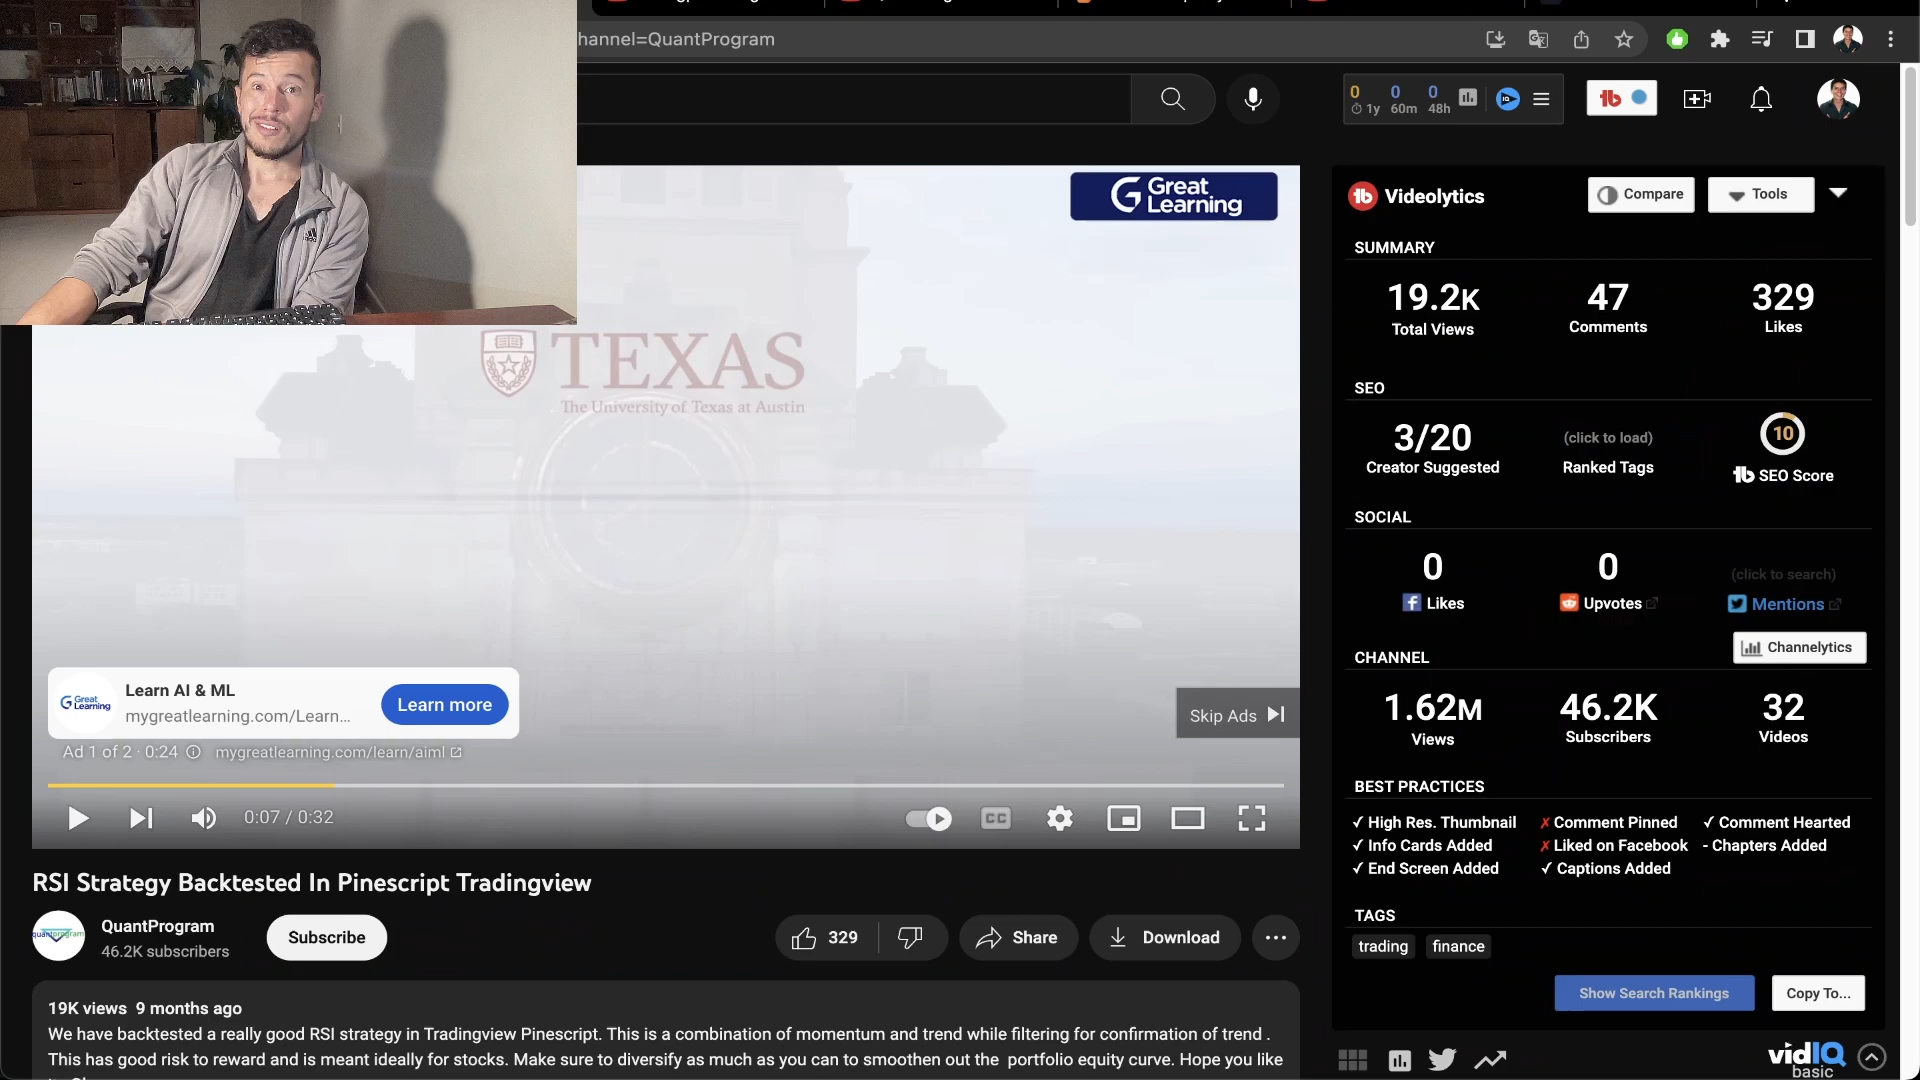 hannel=QuantProgram
0 0 0
1y 60m 48h
Great
Learning
TEXAS
The University of Texas at Austin
Great
Learning
Learn AI & ML
mygreatlearning.com/Learn...
Learn more
Skip Ads
Ad 1 of 2 · 0:24 mygreatlearning.com/learn/aiml
0:07 / 0:32
CC
RSI Strategy Backtested In Pinescript Tradingview
quantprogram
QuantProgram
46.2K subscribers
Subscribe
329
Share
Download
19K views 9 months ago
We have backtested a really good RSI strategy in Tradingview Pinescript. This is a combination of momentum and trend while filtering for confirmation of trend .
This has good risk to reward and is meant ideally for stocks. Make sure to diversify as much as you can to smoothen out the portfolio equity curve. Hope you like
tb Videolytics
Compare
Tools
SUMMARY
19.2K 47 329
Total Views Comments Likes
SEO
3/20 (click to load) 10
Creator Suggested Ranked Tags tb SEO Score
SOCIAL
0 0 (click to search)
Likes Upvotes Mentions
Channelytics
CHANNEL
1.62M 46.2K 32
Views Subscribers Videos
BEST PRACTICES
✓ High Res. Thumbnail ✗ Comment Pinned ✓ Comment Hearted
✓ Info Cards Added ✗ Liked on Facebook - Chapters Added
✓ End Screen Added ✓ Captions Added
TAGS
trading finance
Show Search Rankings
Copy To...
vidIQ
basic